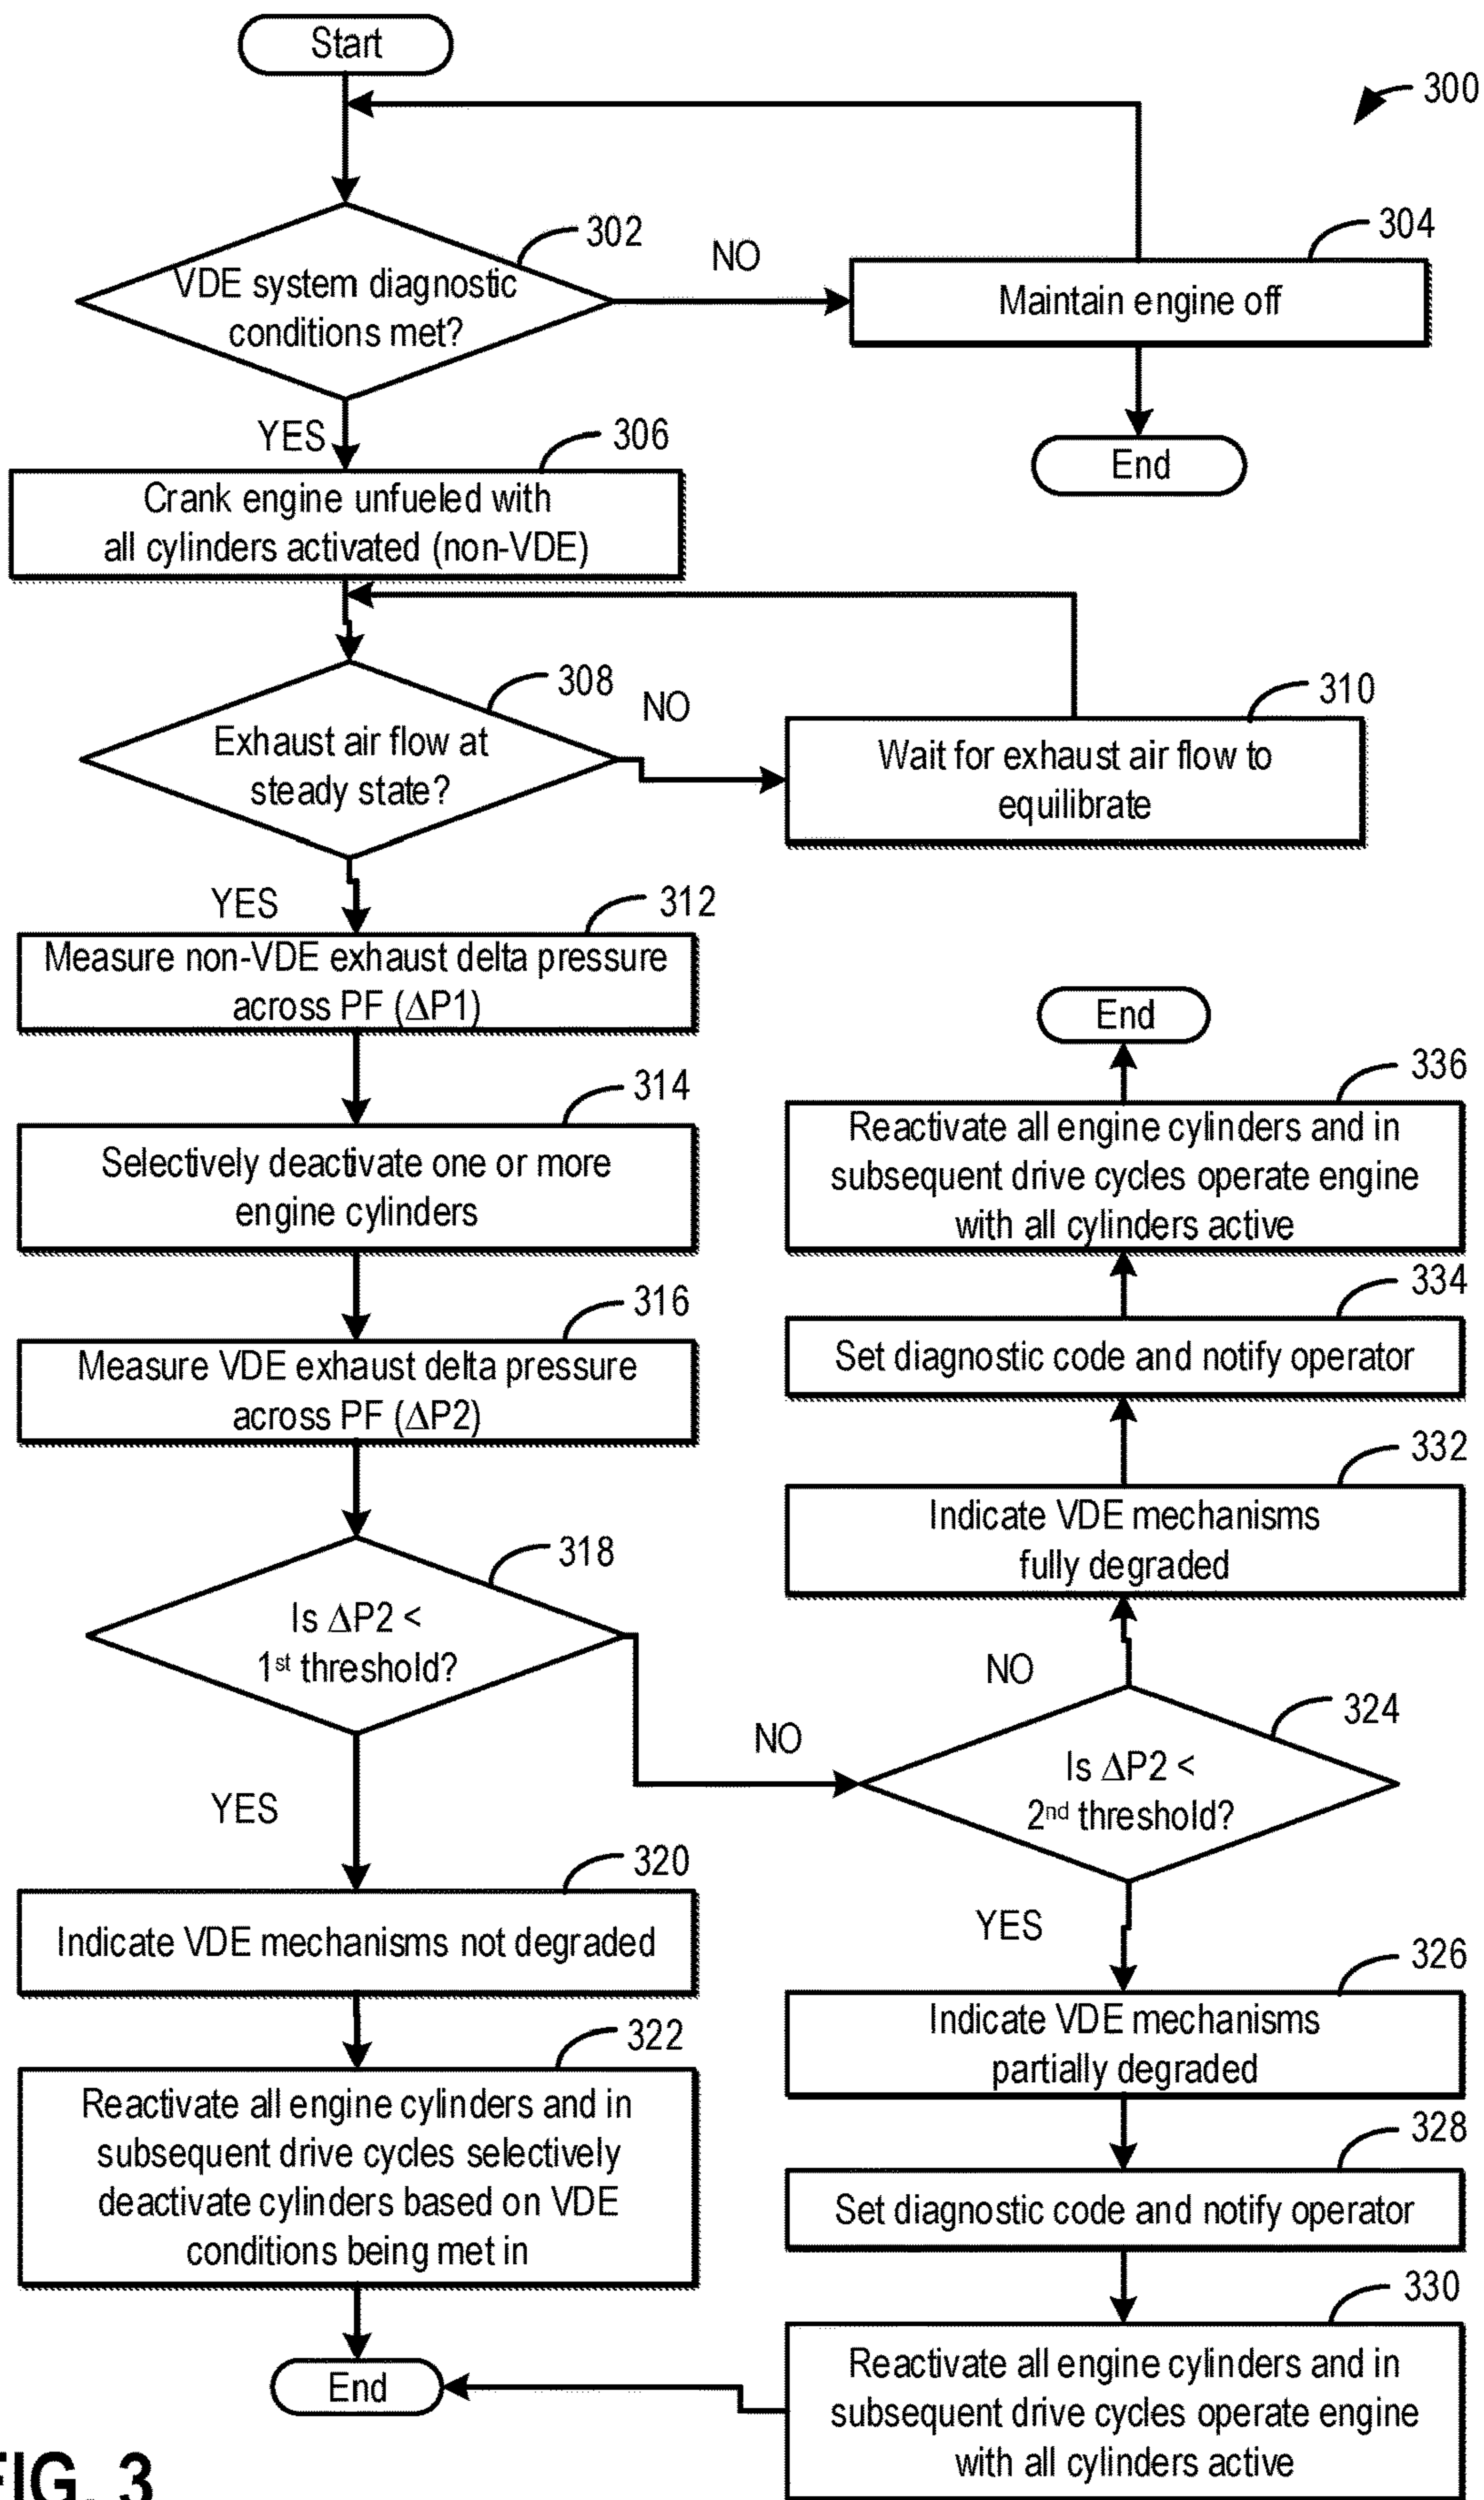 Start
300
302
VDE system diagnostic
conditions met?
NO
304
Maintain engine off
End
YES
306
Crank engine unfueled with
all cylinders activated (non-VDE)
308
Exhaust air flow at
steady state?
NO
310
Wait for exhaust air flow to
equilibrate
YES
312
Measure non-VDE exhaust delta pressure
across PF (ΔP1)
314
Selectively deactivate one or more
engine cylinders
316
Measure VDE exhaust delta pressure
across PF (ΔP2)
318
Is ΔP2 <
1st threshold?
NO
YES
320
Indicate VDE mechanisms not degraded
322
Reactivate all engine cylinders and in
subsequent drive cycles selectively
deactivate cylinders based on VDE
conditions being met in
End
End
336
Reactivate all engine cylinders and in
subsequent drive cycles operate engine
with all cylinders active
334
Set diagnostic code and notify operator
332
Indicate VDE mechanisms
fully degraded
NO
324
Is ΔP2 <
2nd threshold?
YES
326
Indicate VDE mechanisms
partially degraded
328
Set diagnostic code and notify operator
330
Reactivate all engine cylinders and in
subsequent drive cycles operate engine
with all cylinders active
FIG. 3